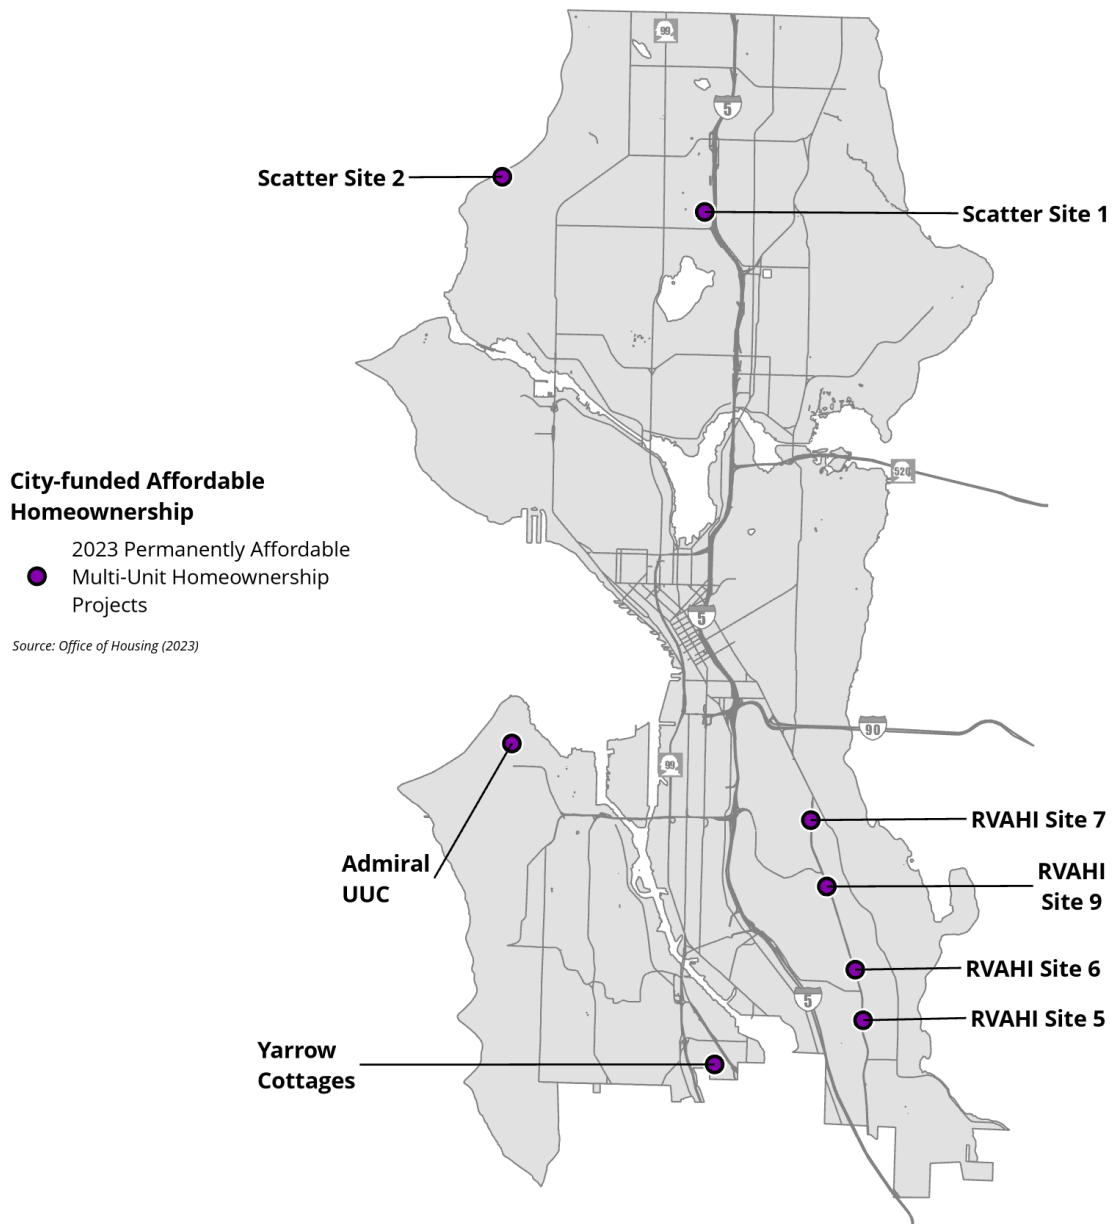 99
5
Scatter Site 2
Scatter Site 1
520
City-funded Affordable
Homeownership
2023 Permanently Affordable
Multi-Unit Homeownership
Projects
Source: Office of Housing (2023)
5
90
99
RVAHI Site 7
Admiral
UUC
RVAHI
Site 9
RVAHI Site 6
5
RVAHI Site 5
Yarrow
Cottages